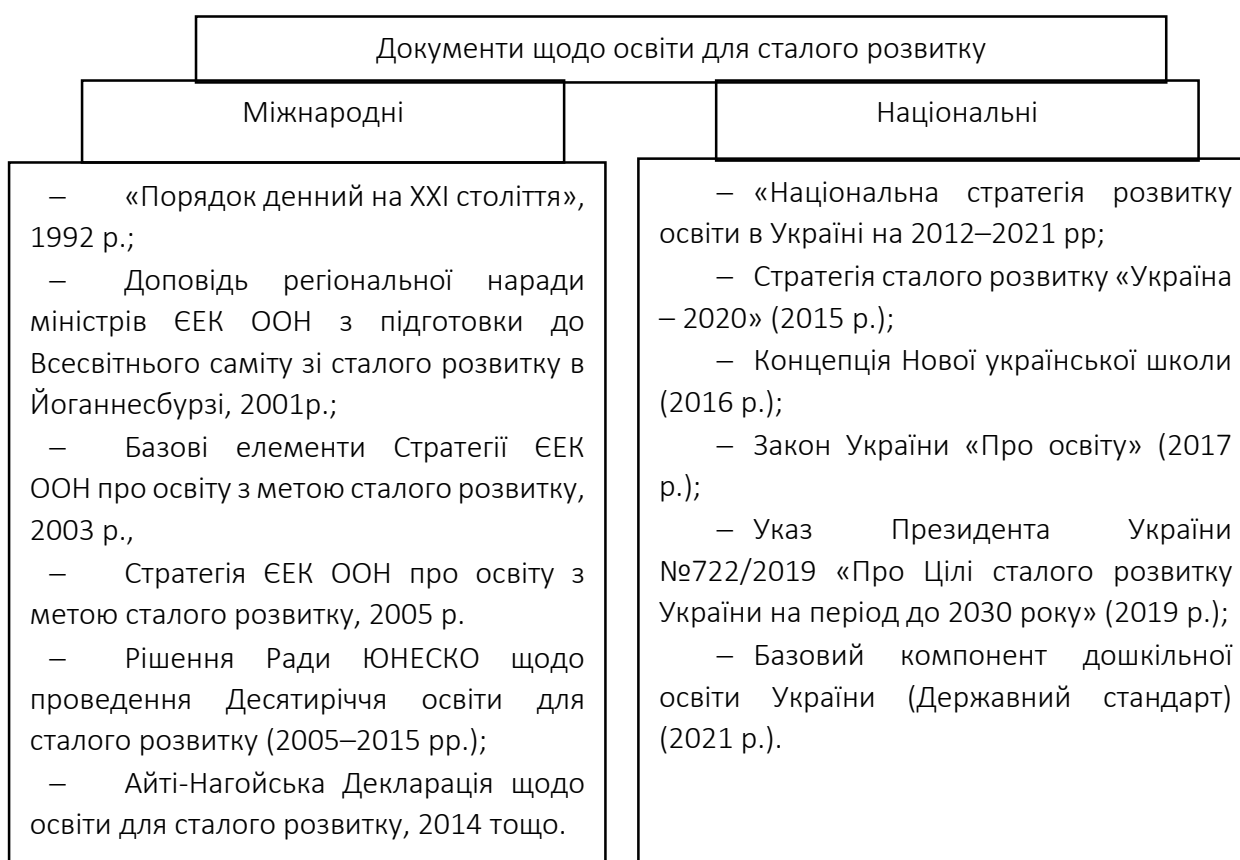 Документи щодо освіти для сталого розвитку
Міжнародні
– «Порядок денний на ХХІ століття»,
1992 р.;
– Доповідь регіональної наради
міністрів ЄЕК ООН з підготовки до
Всесвітнього саміту зі сталого розвитку в
Йоганнесбурзі, 2001р.;
– Базові елементи Стратегії ЄЕК
ООН про освіту з метою сталого розвитку,
2003 р.,
– Стратегія ЄЕК ООН про освіту з
метою сталого розвитку, 2005 р.
– Рішення Ради ЮНЕСКО щодо
проведення Десятиріччя освіти для
сталого розвитку (2005–2015 рр.);
– Айті-Нагойська Декларація щодо
освіти для сталого розвитку, 2014 тощо.
Національні
– «Національна стратегія розвитку
освіти в Україні на 2012–2021 рр;
– Стратегія сталого розвитку «Україна
– 2020» (2015 р.);
– Концепція Нової української школи
(2016 р.);
– Закон України «Про освіту» (2017
р.);
– Указ Президента України
№722/2019 «Про Цілі сталого розвитку
України на період до 2030 року» (2019 р.);
– Базовий компонент дошкільної
освіти України (Державний стандарт)
(2021 р.).